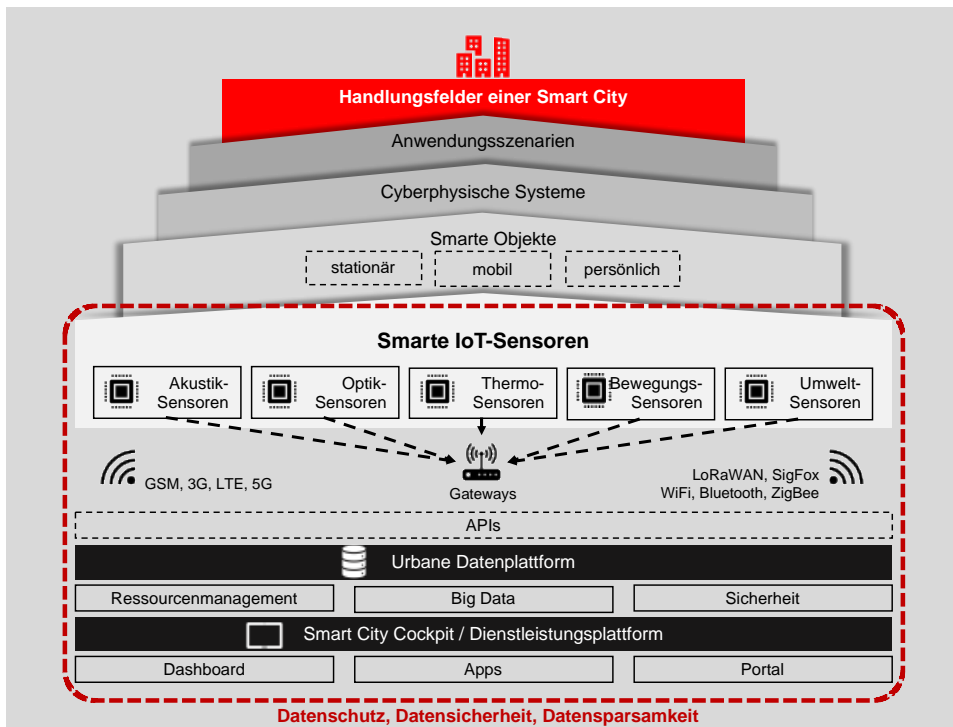 Handlungsfelder einer Smart City
Anwendungsszenarien
Cyberphysische Systeme
Smarte Objekte
stationär
mobil
persönlich
Smarte IoT-Sensoren
Akustik-
Sensoren
Optik-
Sensoren
Thermo-
Sensoren
Bewegungs-
Sensoren
Umwelt-
Sensoren
GSM, 3G, LTE, 5G
Gateways
LoRaWAN, SigFox
WiFi, Bluetooth, ZigBee
APIs
Urbane Datenplattform
Ressourcenmanagement
Big Data
Sicherheit
Smart City Cockpit / Dienstleistungsplattform
Dashboard
Apps
Portal
Datenschutz, Datensicherheit, Datensparsamkeit